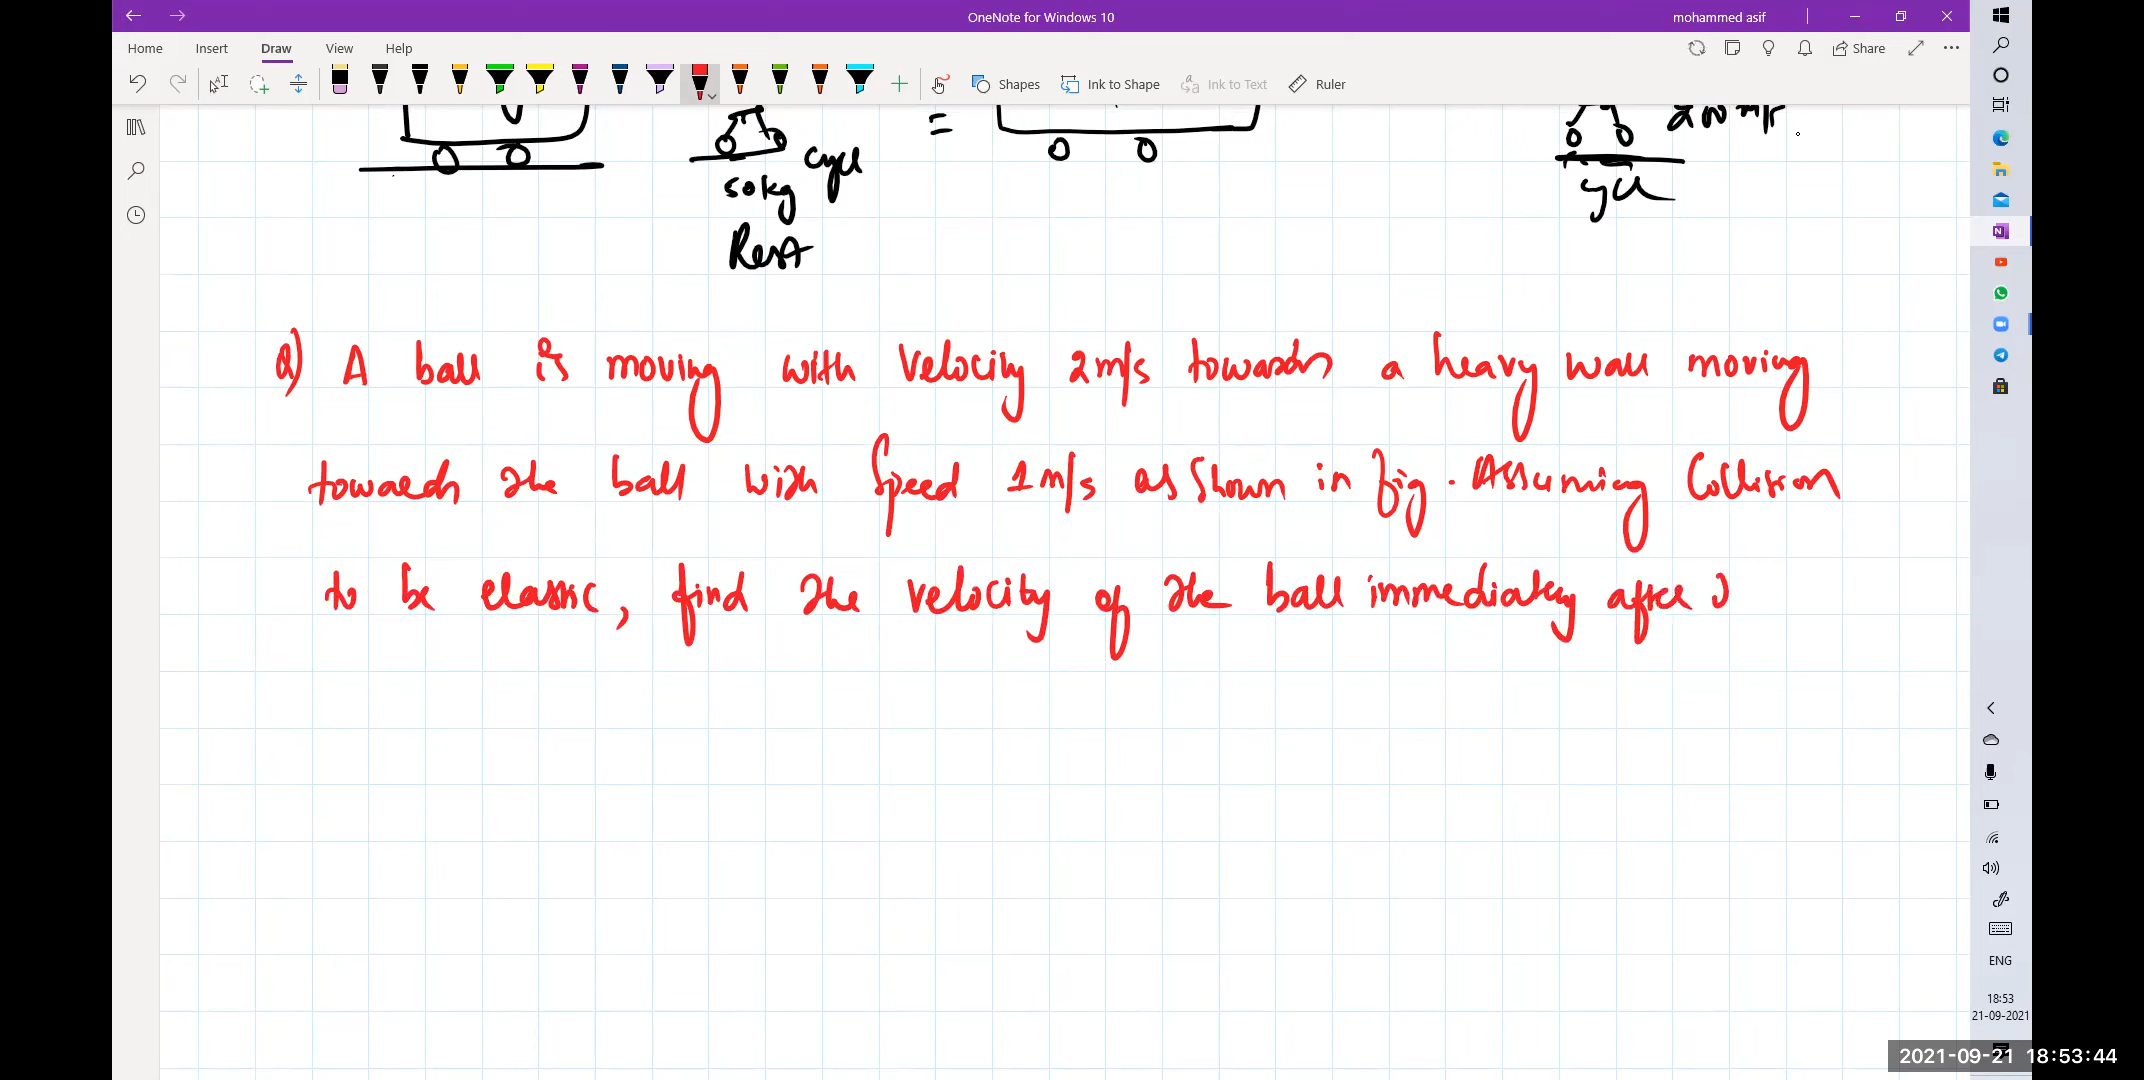 OneNote for Windows 10
mohammed asif
Home Insert Draw View Help
Share
Shapes Ink to Shape Ink to Text Ruler
200 m/s
cycle
50kg
Rest
Q) A ball is moving with velocity 2m/s towards a heavy wall moving
towards the ball with speed 1m/s as shown in fig. Assuming Collision
to be elastic, find the velocity of the ball immediately after
ENG
18:53
21-09-2021
2021-09-21 18:53:44